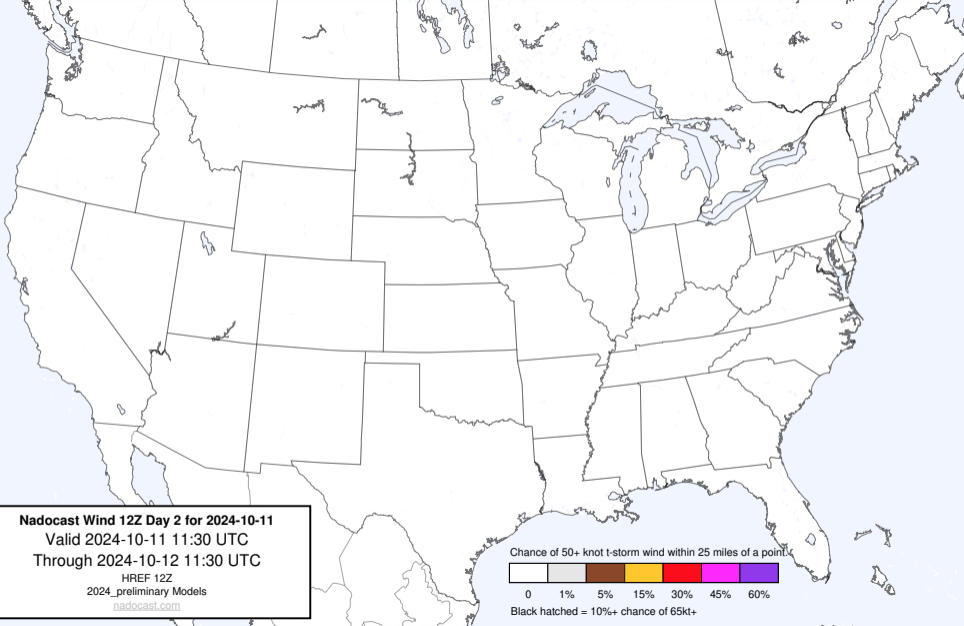 Nadocast Wind 12Z Day 2 for 2024-10-11
Valid 2024-10-11 11:30 UTC
Through 2024-10-12 11:30 UTC
HREF 12Z
2024_preliminary Models
nadocast.com
Chance of 50+ knot t-storm wind within 25 miles of a point.
0 1% 5% 15% 30% 45% 60%
Black hatched = 10%+ chance of 65kt+